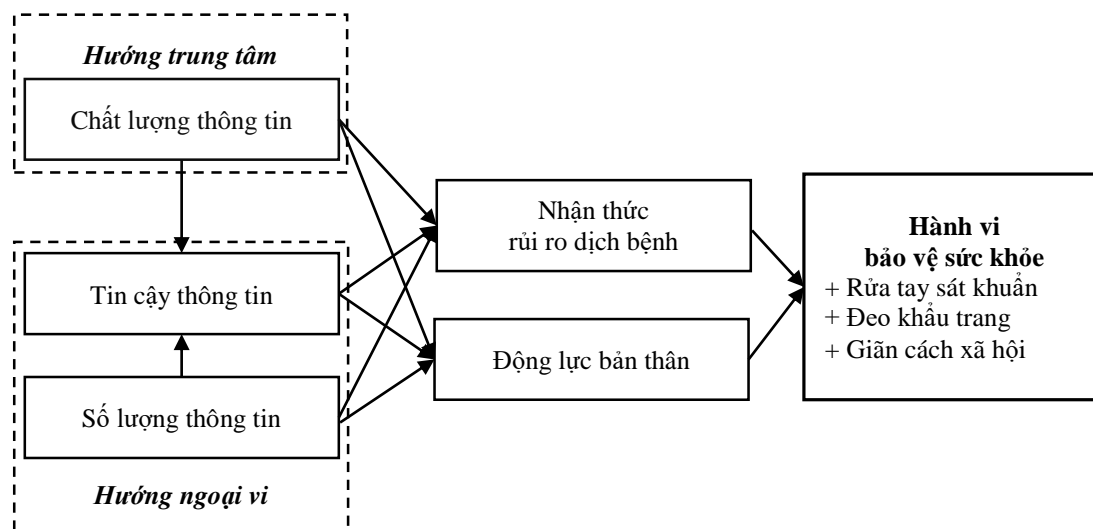 Hướng trung tâm
Chất lượng thông tin
Tin cậy thông tin
Số lượng thông tin
Hướng ngoại vi
Nhận thức
rủi ro dịch bệnh
Động lực bản thân
Hành vi
bảo vệ sức khỏe
+ Rửa tay sát khuẩn
+ Đeo khẩu trang
+ Giãn cách xã hội